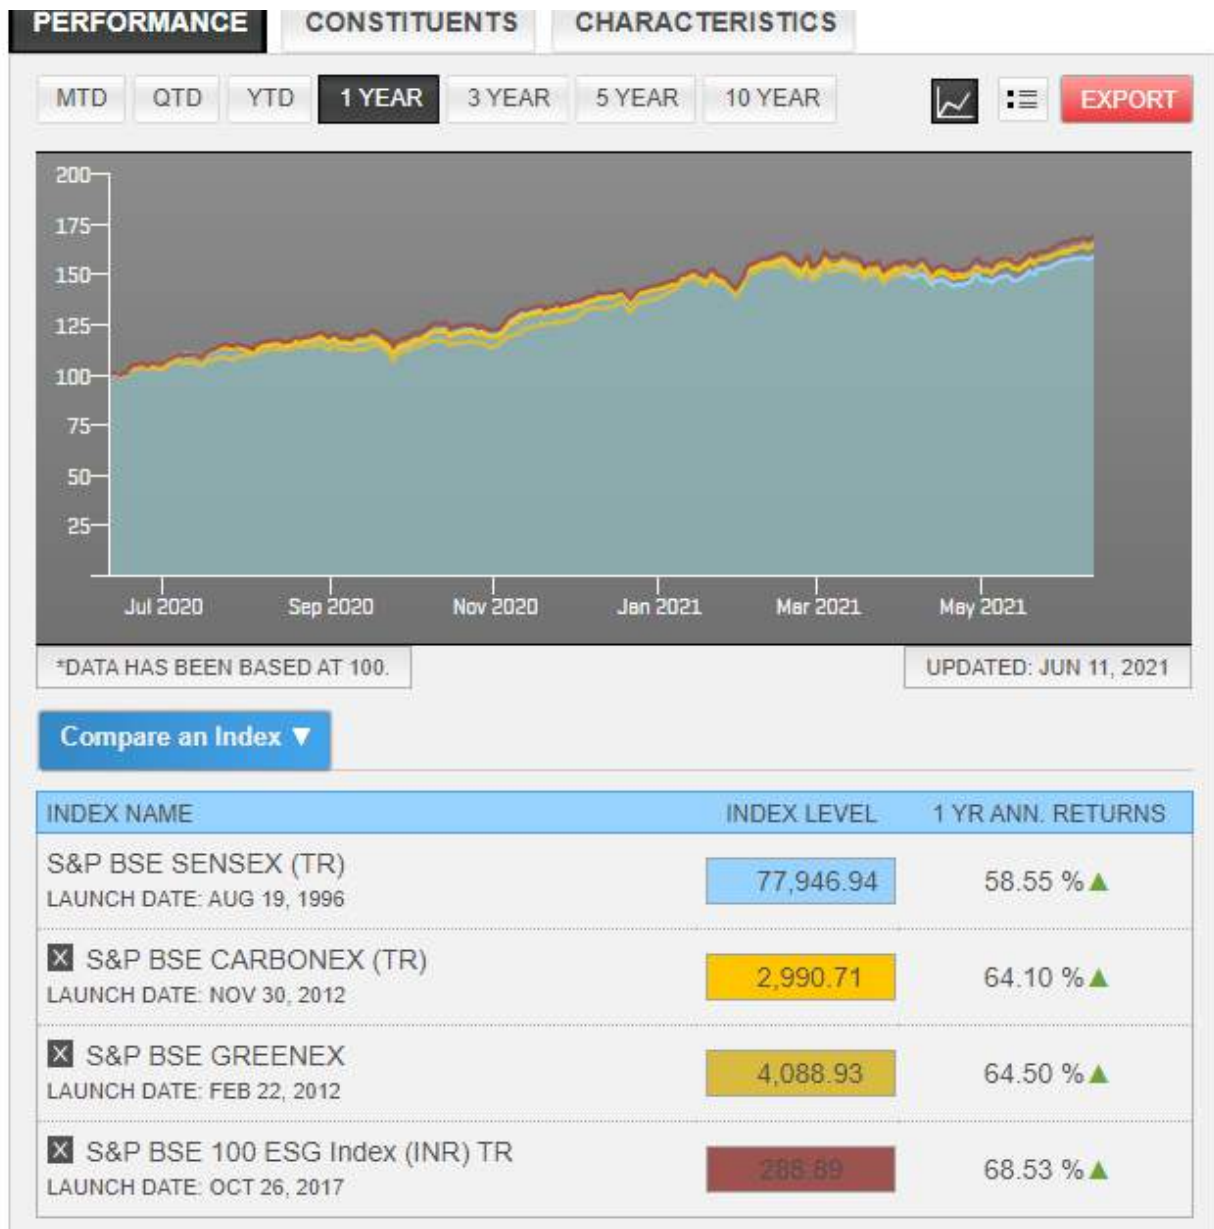 PERFORMANCE CONSTITUENTS CHARACTERISTICS
MTD QTD YTD 1 YEAR 3 YEAR 5 YEAR 10 YEAR EXPORT
200
175
150
125
100
75
50
25
Jul 2020 Sep 2020 Nov 2020 Jan 2021 Mar 2021 May 2021
*DATA HAS BEEN BASED AT 100. UPDATED: JUN 11, 2021
Compare an Index ▼
INDEX NAME INDEX LEVEL 1 YR ANN. RETURNS
S&P BSE SENSEX (TR) 77,946.94 58.55 % ▲
LAUNCH DATE: AUG 19, 1996
X S&P BSE CARBONEX (TR) 2,990.71 64.10 % ▲
LAUNCH DATE: NOV 30, 2012
X S&P BSE GREENEX 4,088.93 64.50 % ▲
LAUNCH DATE: FEB 22, 2012
X S&P BSE 100 ESG Index (INR) TR 288.89 68.53 % ▲
LAUNCH DATE: OCT 26, 2017